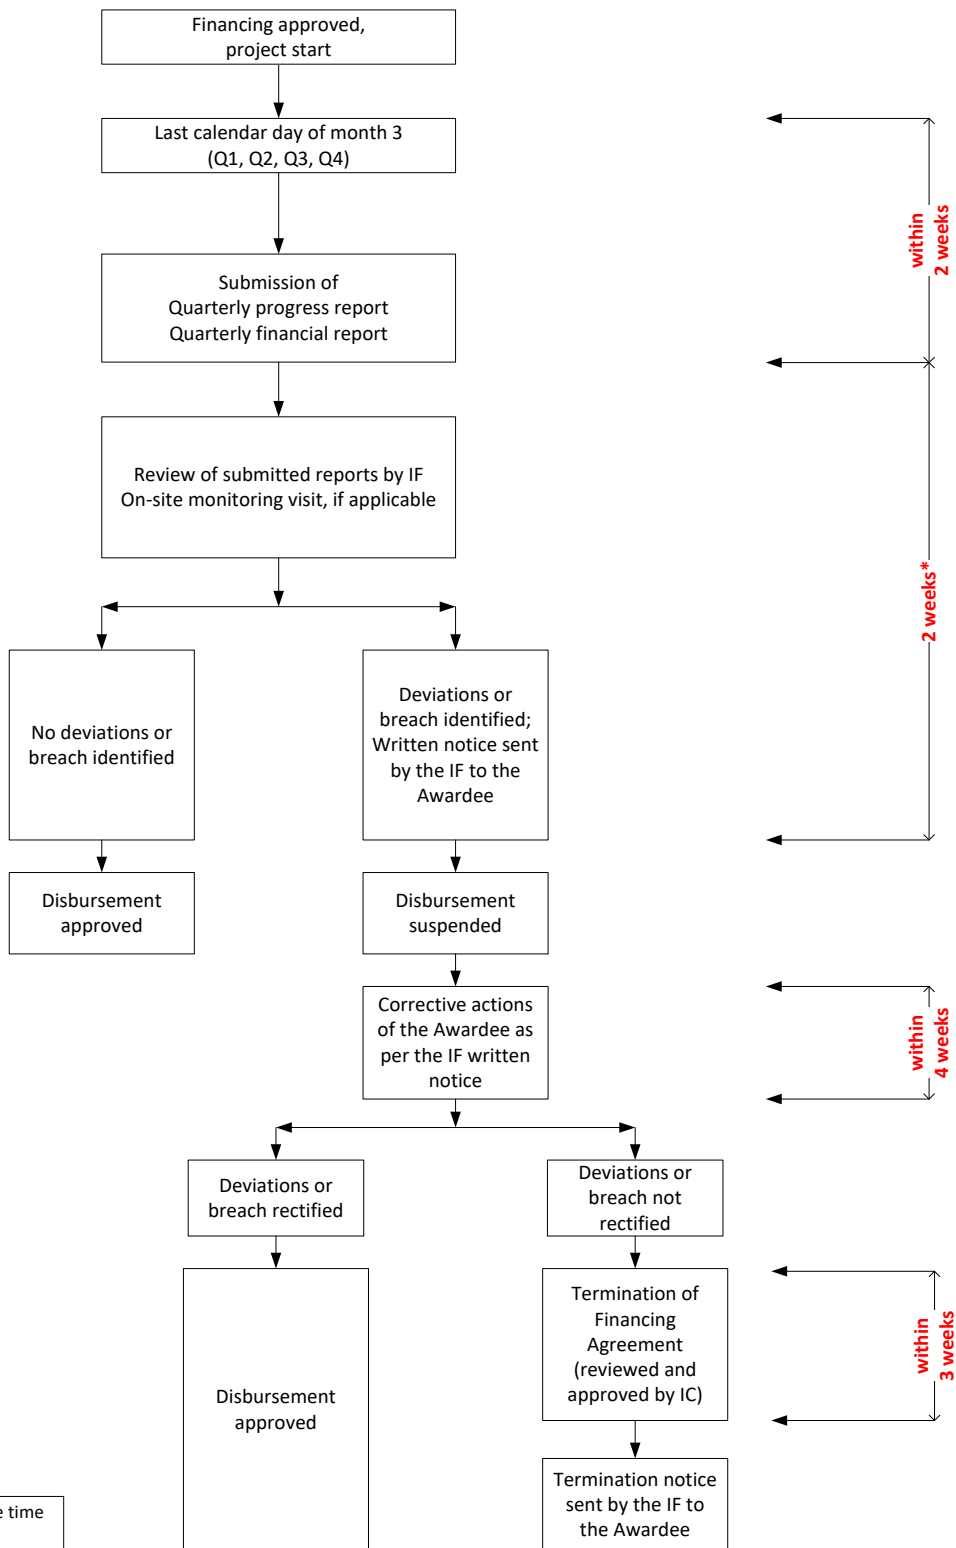 Financing approved,
project start
Last calendar day of month 3
(Q1, Q2, Q3, Q4)
within
2 weeks
Submission of
Quarterly progress report
Quarterly financial report
Review of submitted reports by IF
On-site monitoring visit, if applicable
2 weeks*
No deviations or
breach identified
Deviations or
breach identified;
Written notice sent
by the IF to the
Awardee
Disbursement
approved
Disbursement
suspended
Corrective actions
of the Awardee as
per the IF written
notice
within
4 weeks
Deviations or
breach rectified
Deviations or
breach not
rectified
Disbursement
approved
Termination of
Financing
Agreement
(reviewed and
approved by IC)
within
3 weeks
Termination notice
sent by the IF to
the Awardee
time